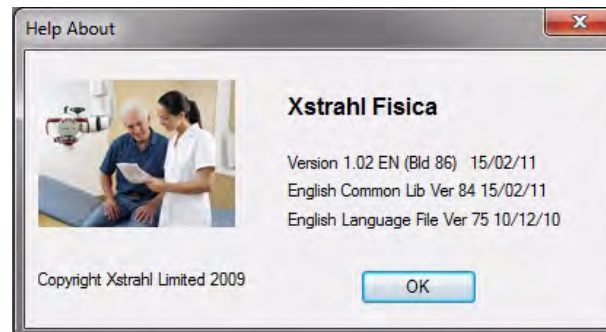 Help About
Xstrahl Fisica
Version 1.02 EN (Bld 86) 15/02/11
English Common Lib Ver 84 15/02/11
English Language File Ver 75 10/12/10
Copyright Xstrahl Limited 2009
OK